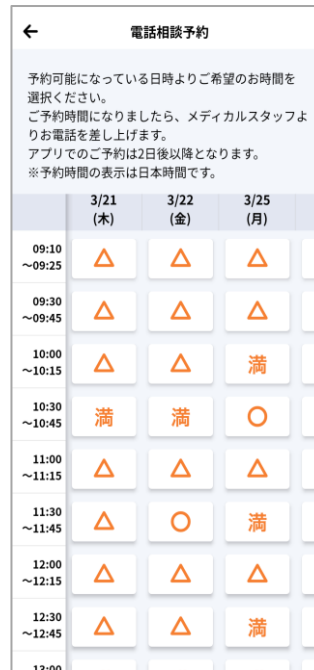 ← 電話相談予約
予約可能になっている日時よりご希望のお時間を
選択ください。
ご予約時間になりましたら、メディカルスタッフよ
りお電話を差し上げます。
アプリでのご予約は2日後以降となります。
※予約時間の表示は日本時間です。
3/21 3/22 3/25
(木) (金) (月)
09:10
～09:25 △ △ △
09:30
～09:45 △ △ △
10:00
～10:15 △ △ 満
10:30
～10:45 満 満 ○
11:00
～11:15 △ △ △
11:30
～11:45 △ ○ 満
12:00
～12:15 △ △ △
12:30
～12:45 △ △ 満
13:00